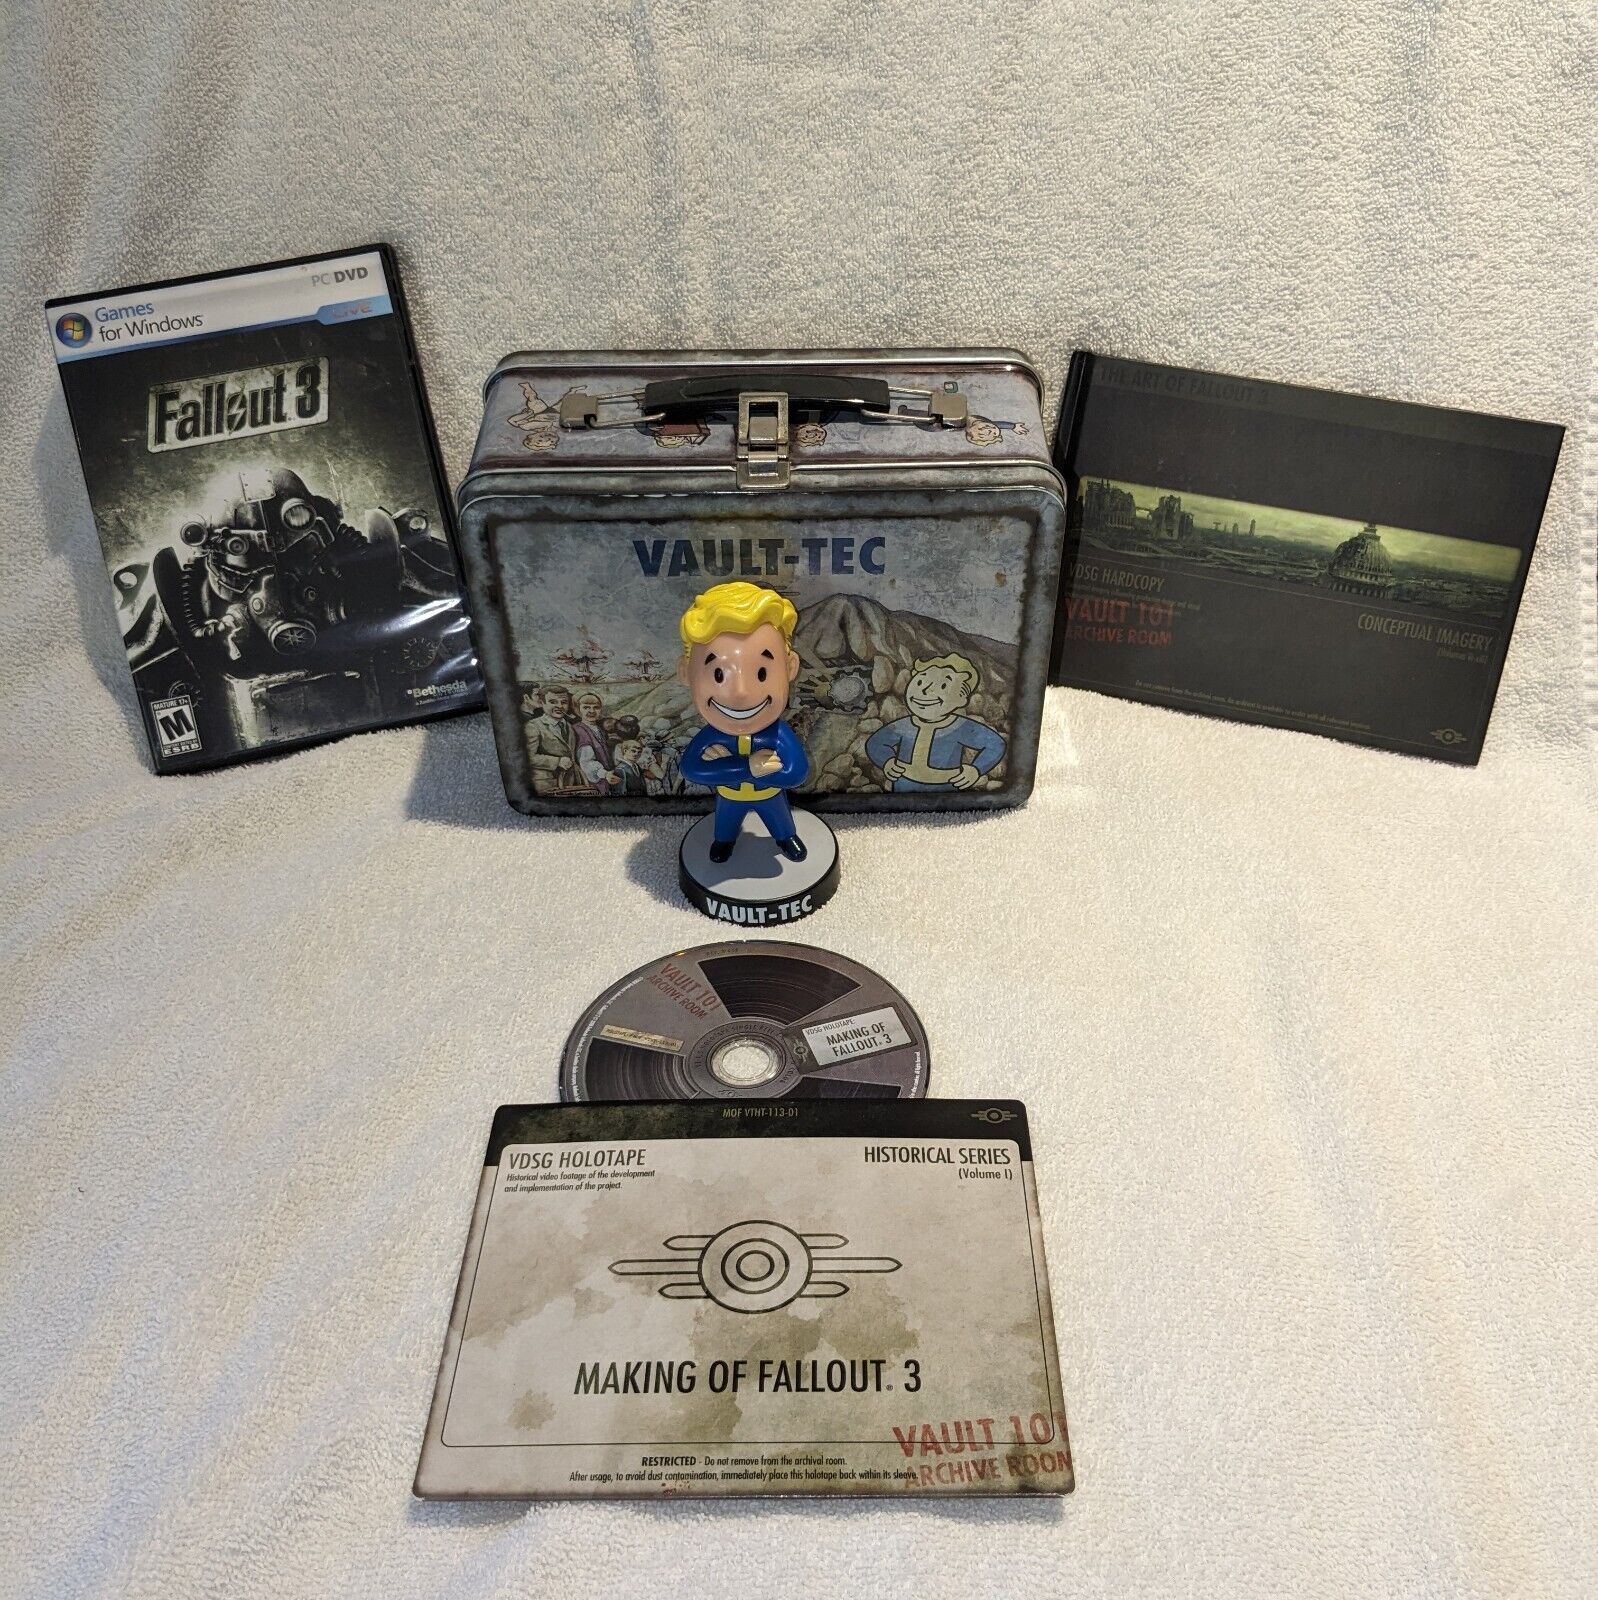 PC DVD
Games
for Windows
LIVE
Fallout 3
Bethesda
MATURE 17+
M
ESRB
VAULT-TEC
VAULT-TEC
THE ART OF FALLOUT 3
VDSG HARDCOPY
VAULT 101
ARCHIVE ROOM
CONCEPTUAL IMAGERY
VAULT 101
ARCHIVE ROOM
VDSG HOLOTAPE:
MAKING OF
FALLOUT® 3
MOF VTHT-113-01
VDSG HOLOTAPE
Historical video footage of the development
and implementation of the project.
HISTORICAL SERIES
(Volume I)
MAKING OF FALLOUT® 3
VAULT 101
ARCHIVE ROOM
RESTRICTED - Do not remove from the archival room.
After usage, to avoid dust contamination, immediately place this holotape back within its sleeve.